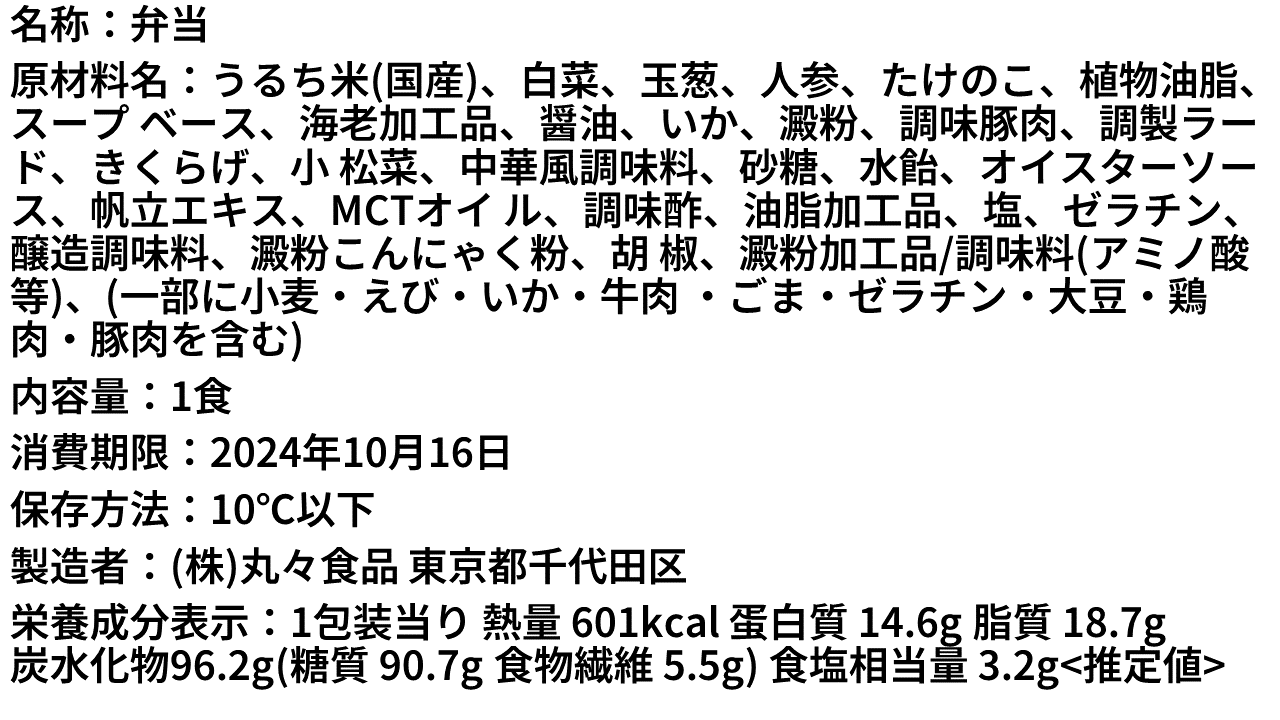 名称：弁当
原材料名：うるち米(国産)、白菜、玉葱、人参、たけのこ、植物油脂、
スープ ベース、海老加工品、醤油、いか、澱粉、調味豚肉、調製ラー
ド、きくらげ、小 松菜、中華風調味料、砂糖、水飴、オイスターソー
ス、帆立エキス、MCTオイ ル、調味酢、油脂加工品、塩、ゼラチン、
醸造調味料、澱粉こんにゃく粉、胡 椒、澱粉加工品/調味料(アミノ酸
等)、(一部に小麦・えび・いか・牛肉 ・ごま・ゼラチン・大豆・鶏
肉・豚肉を含む)
内容量：1食
消費期限：2024年10月16日
保存方法：10℃以下
製造者：(株)丸々食品 東京都千代田区
栄養成分表示：1包装当り 熱量 601kcal 蛋白質 14.6g 脂質 18.7g
炭水化物96.2g(糖質 90.7g 食物繊維 5.5g) 食塩相当量 3.2g<推定値>